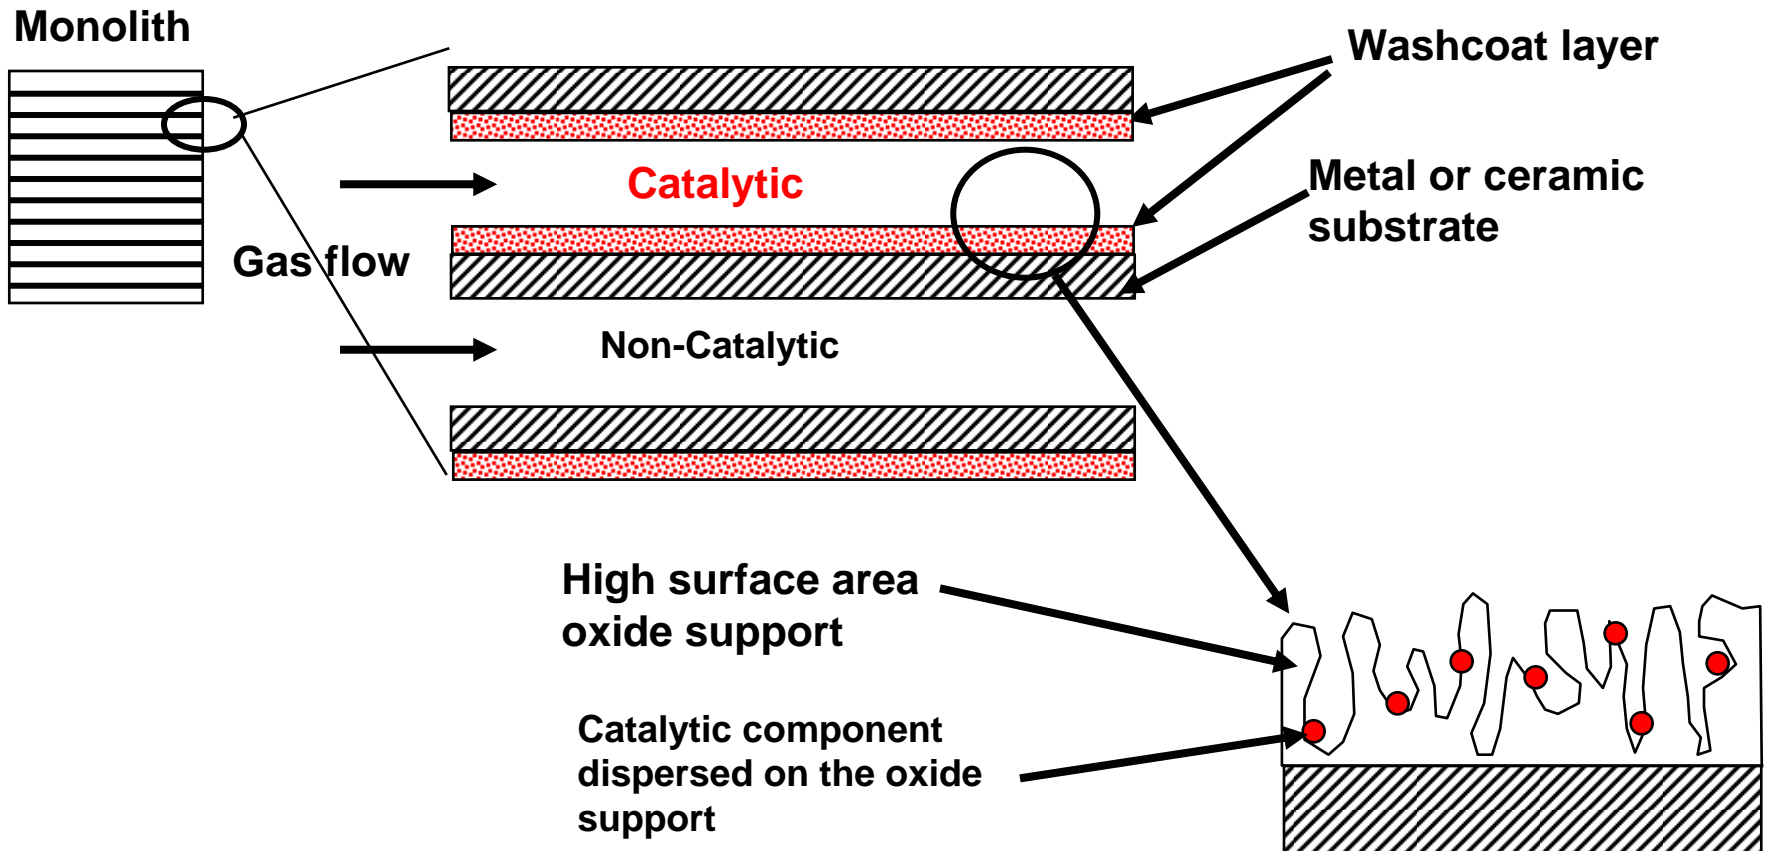 Monolith
Washcoat layer
Catalytic
Metal or ceramic
substrate
Gas flow
Non-Catalytic
High surface area
oxide support
Catalytic component
dispersed on the oxide
support